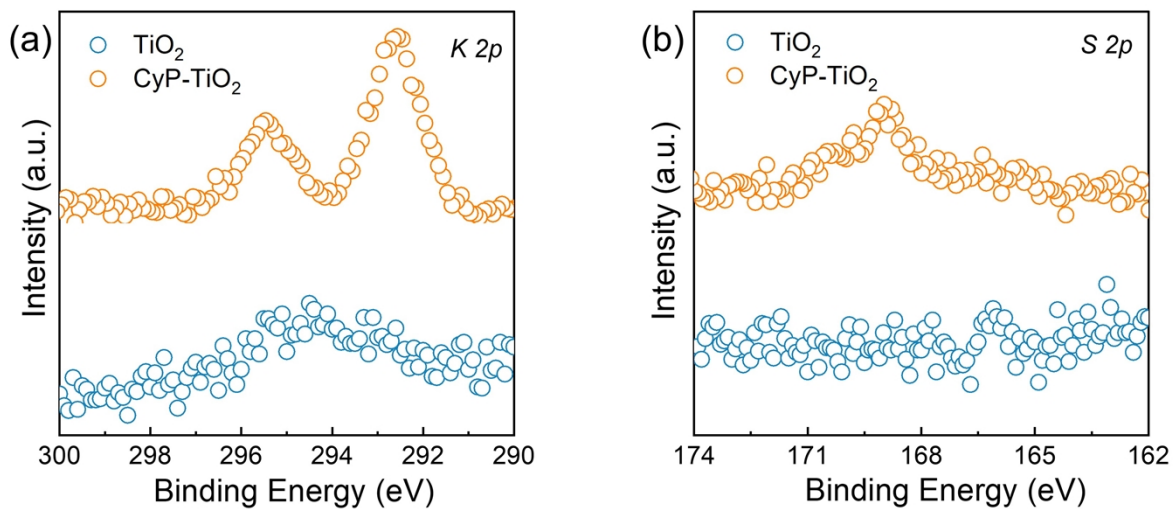 (a)
TiO₂
CyP-TiO₂
K 2p
Intensity (a.u.)
300 298 296 294 292 290
Binding Energy (eV)
(b)
TiO₂
CyP-TiO₂
S 2p
Intensity (a.u.)
174 171 168 165 162
Binding Energy (eV)